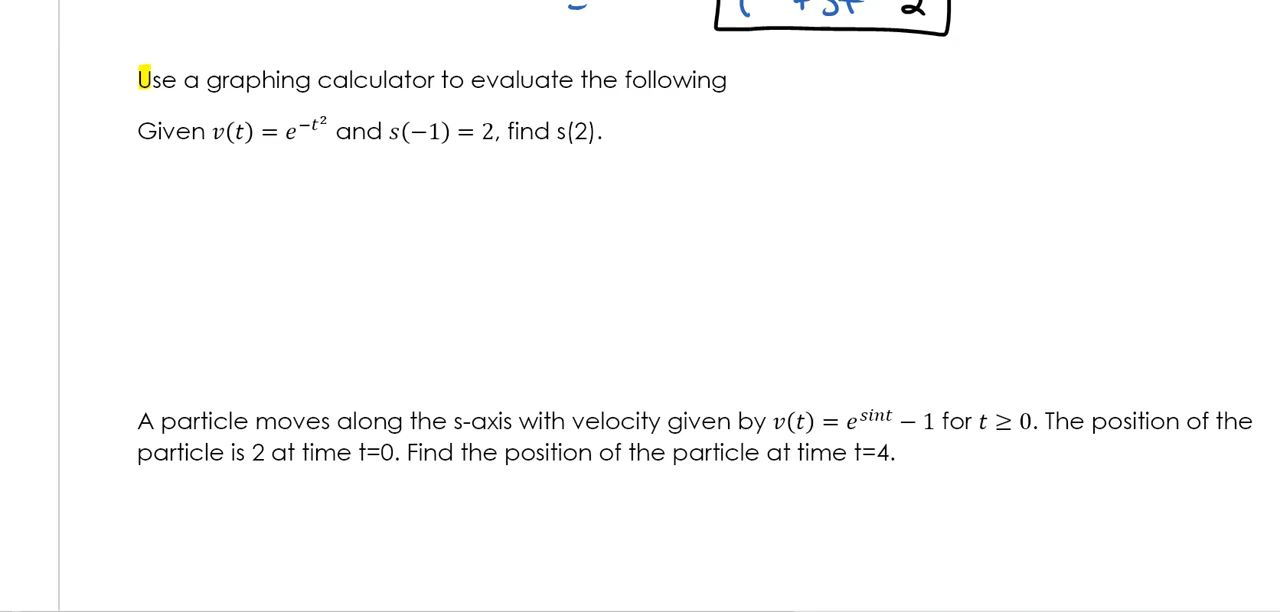 Use a graphing calculator to evaluate the following
Given v(t) = e^{-t^2} and s(−1) = 2, find s(2).
A particle moves along the s-axis with velocity given by v(t) = e^{sint} − 1 for t ≥ 0. The position of the
particle is 2 at time t=0. Find the position of the particle at time t=4.